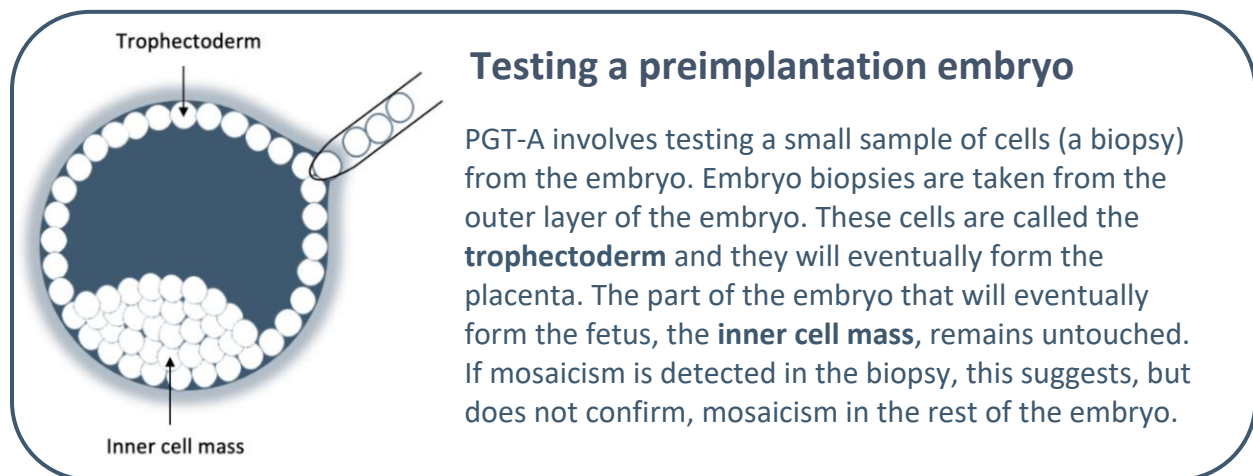 Trophectoderm
Testing a preimplantation embryo
PGT-A involves testing a small sample of cells (a biopsy)
from the embryo. Embryo biopsies are taken from the
outer layer of the embryo. These cells are called the
trophectoderm and they will eventually form the
placenta. The part of the embryo that will eventually
form the fetus, the inner cell mass, remains untouched.
If mosaicism is detected in the biopsy, this suggests, but
does not confirm, mosaicism in the rest of the embryo.
Inner cell mass